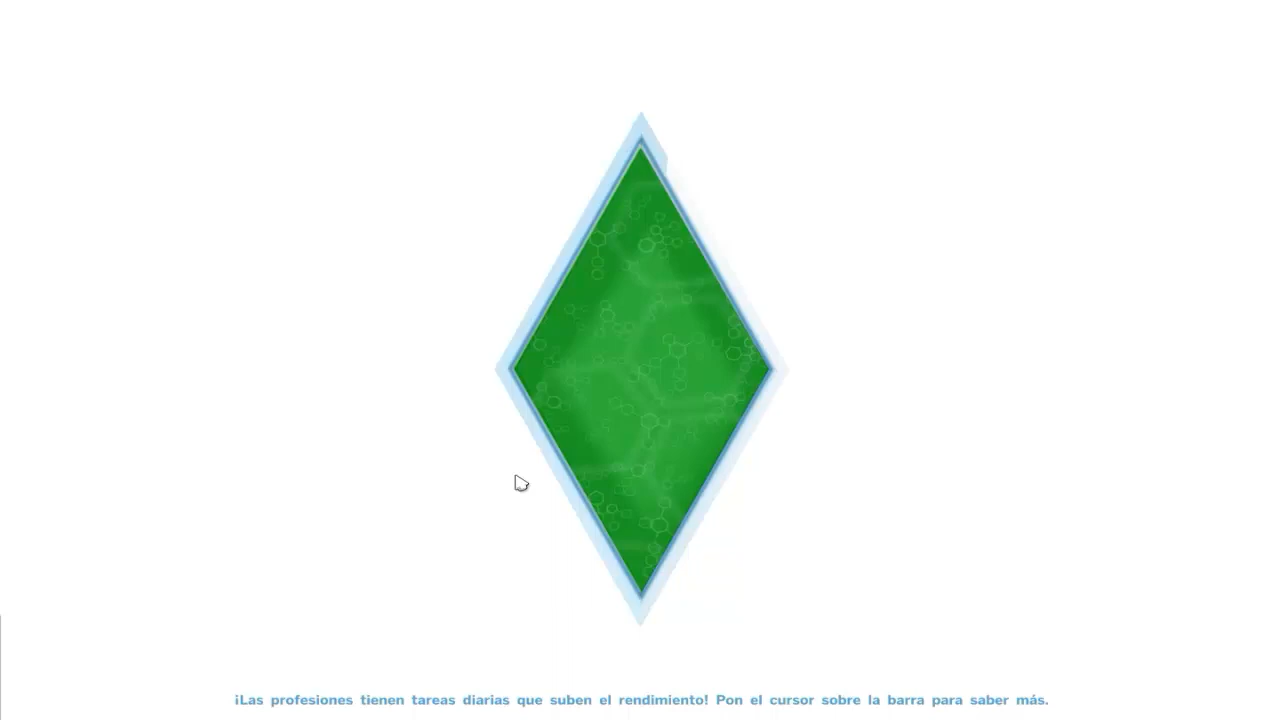 ¡Las profesiones tienen tareas diarias que suben el rendimiento! Pon el cursor sobre la barra para saber más.